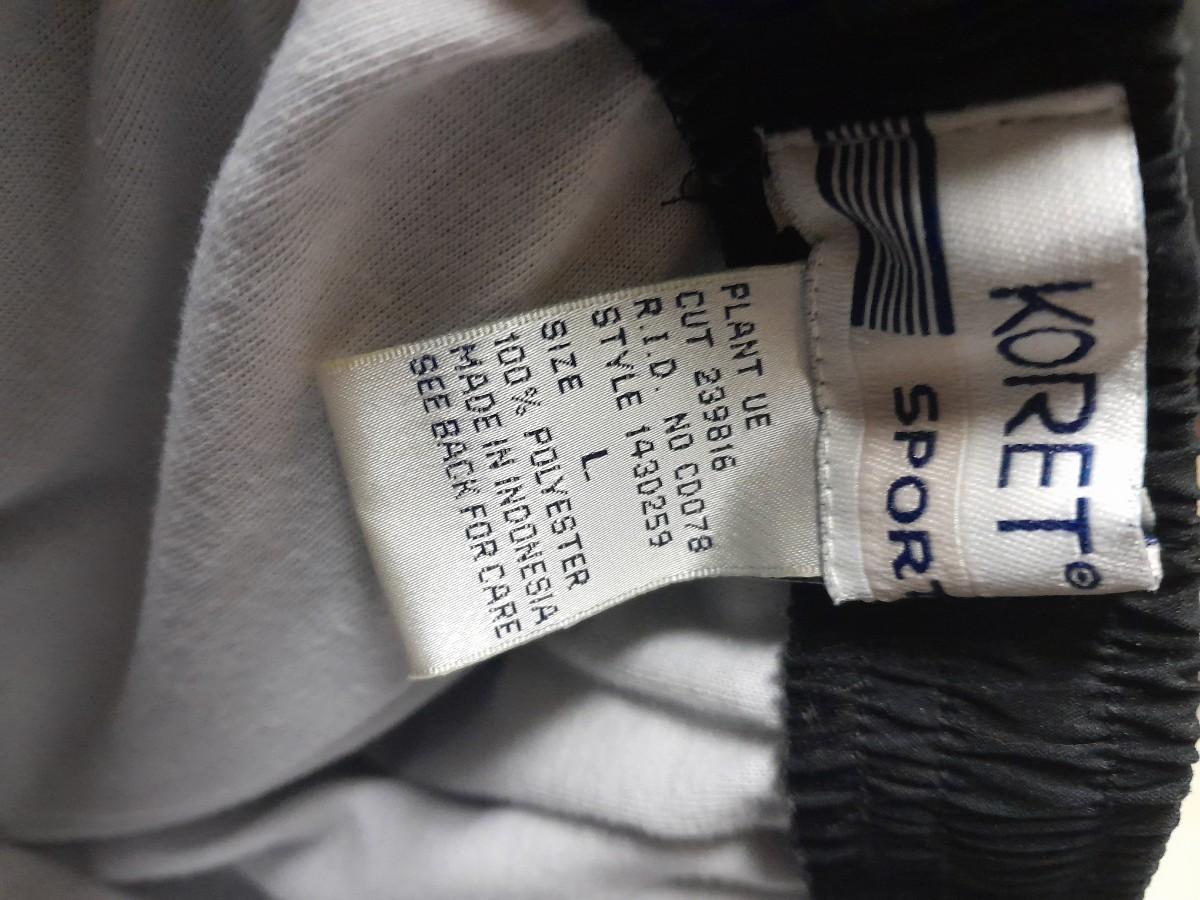 KORET®
SPORT
PLANT UE
CUT 239816
R.I.D. NO CD078
STYLE 1430259
SIZE L
100% POLYESTER
MADE IN INDONESIA
SEE BACK FOR CARE